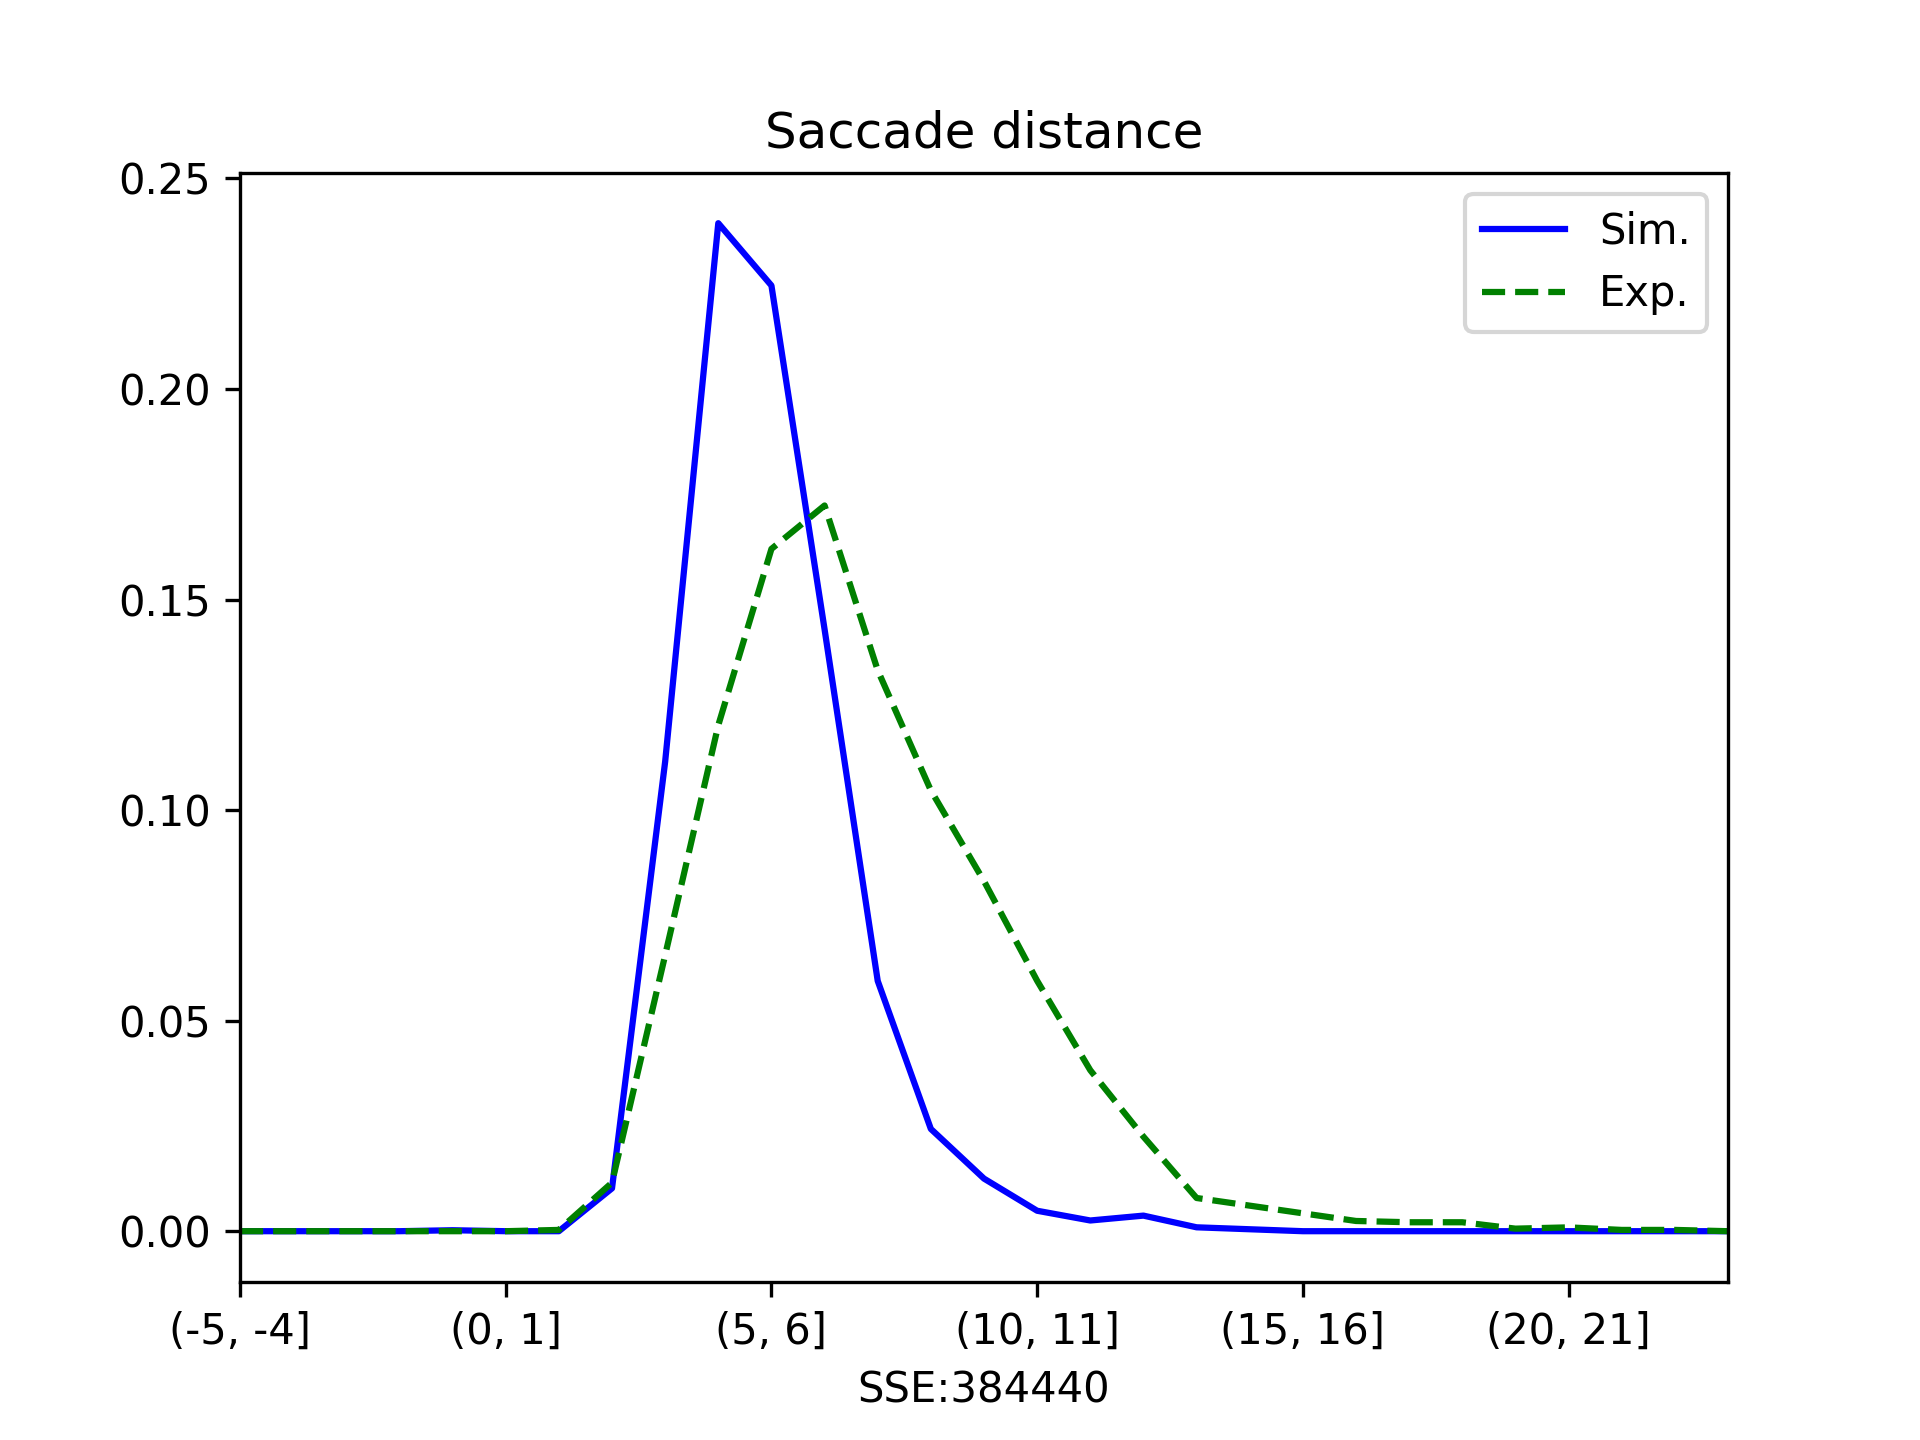 Saccade distance
0.25
0.20
0.15
0.10
0.05
0.00
Sim.
Exp.
(-5, -4] (0, 1] (5, 6] (10, 11] (15, 16] (20, 21]
SSE:384440